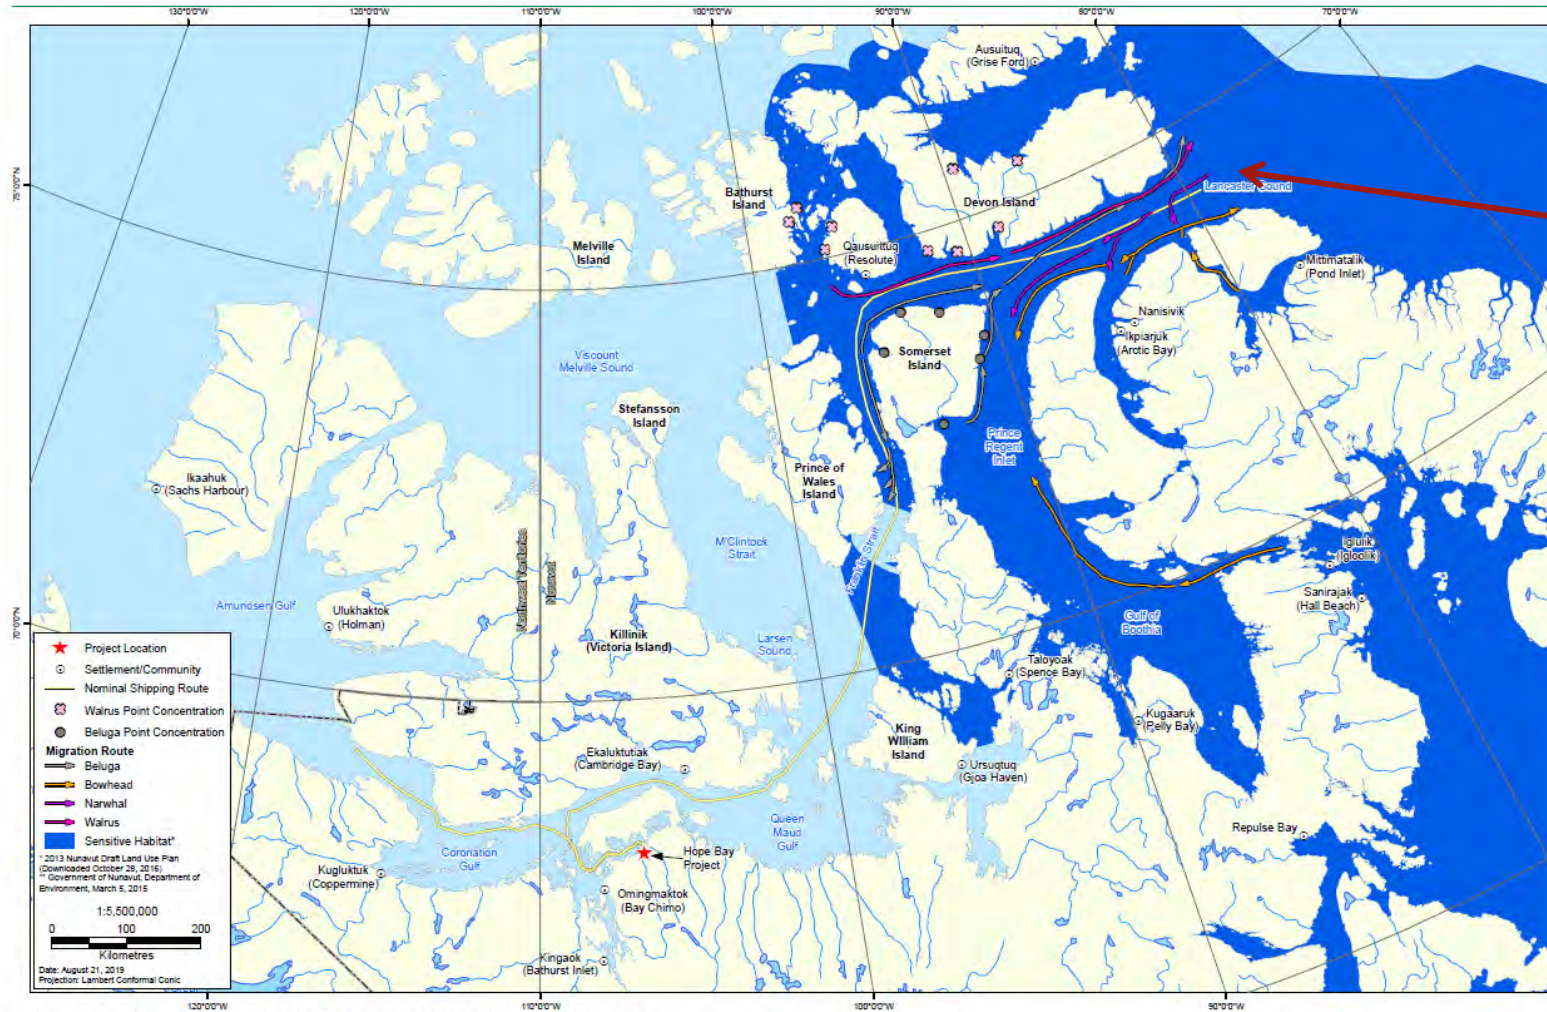 130°0'0"W
120°0'0"W
110°0'0"W
100°0'0"W
90°0'0"W
80°0'0"W
70°0'0"W
75°0'0"N
70°0'0"N
Ausuituq
(Grise Ford)
Lancaster Sound
Bathurst
Island
Devon Island
Qausuittuq
(Resolute)
Melville
Island
Mittimatalik
(Pond Inlet)
Nanisivik
Ikpiarjuk
(Arctic Bay)
Somerset
Island
Viscount
Melville Sound
Stefansson
Island
Prince
Regent
Inlet
Prince of
Wales
Island
Ikaahuk
(Sachs Harbour)
M'Clintock
Strait
Franklin Strait
Northwest Territories
Nunavut
Iglulik
(Igloolik)
Sanirajak
(Hall Beach)
Amundsen Gulf
Ulukhaktok
(Holman)
Killinik
(Victoria Island)
Larsen
Sound
Gulf of
Boothia
Taloyoak
(Spence Bay)
Kugaaruk
(Pelly Bay)
King
William
Island
Ursuqtuq
(Gjoa Haven)
Ekaluktutiak
(Cambridge Bay)
Queen
Maud
Gulf
Repulse Bay
Coronation
Gulf
Hope Bay
Project
Kugluktuk
(Coppermine)
Omingmaktok
(Bay Chimo)
Kingaok
(Bathurst Inlet)
Project Location
Settlement/Community
Nominal Shipping Route
Walrus Point Concentration
Beluga Point Concentration
Migration Route
Beluga
Bowhead
Narwhal
Walrus
Sensitive Habitat*
* 2013 Nunavut Draft Land Use Plan
(Downloaded October 28, 2015)
** Government of Nunavut, Department of
Environment, March 5, 2015
1:5,500,000
0 100 200
Kilometres
Date: August 21, 2019
Projection: Lambert Conformal Conic
120°0'0"W
110°0'0"W
100°0'0"W
90°0'0"W